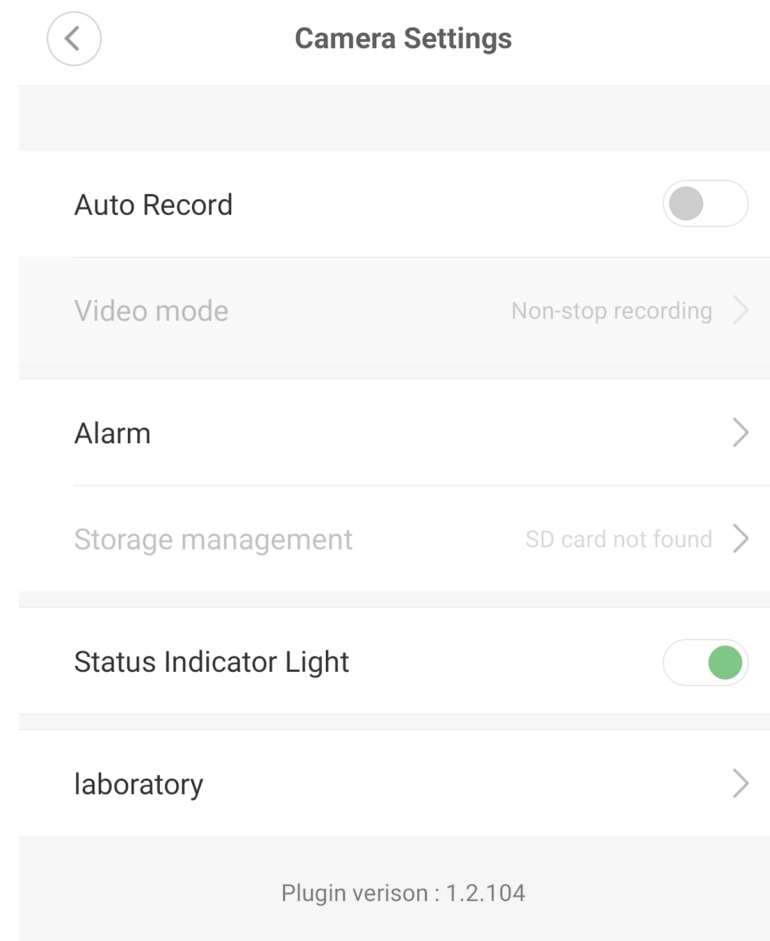 Camera Settings
Auto Record
Video mode Non-stop recording
Alarm
Storage management SD card not found
Status Indicator Light
laboratory
Plugin verison : 1.2.104